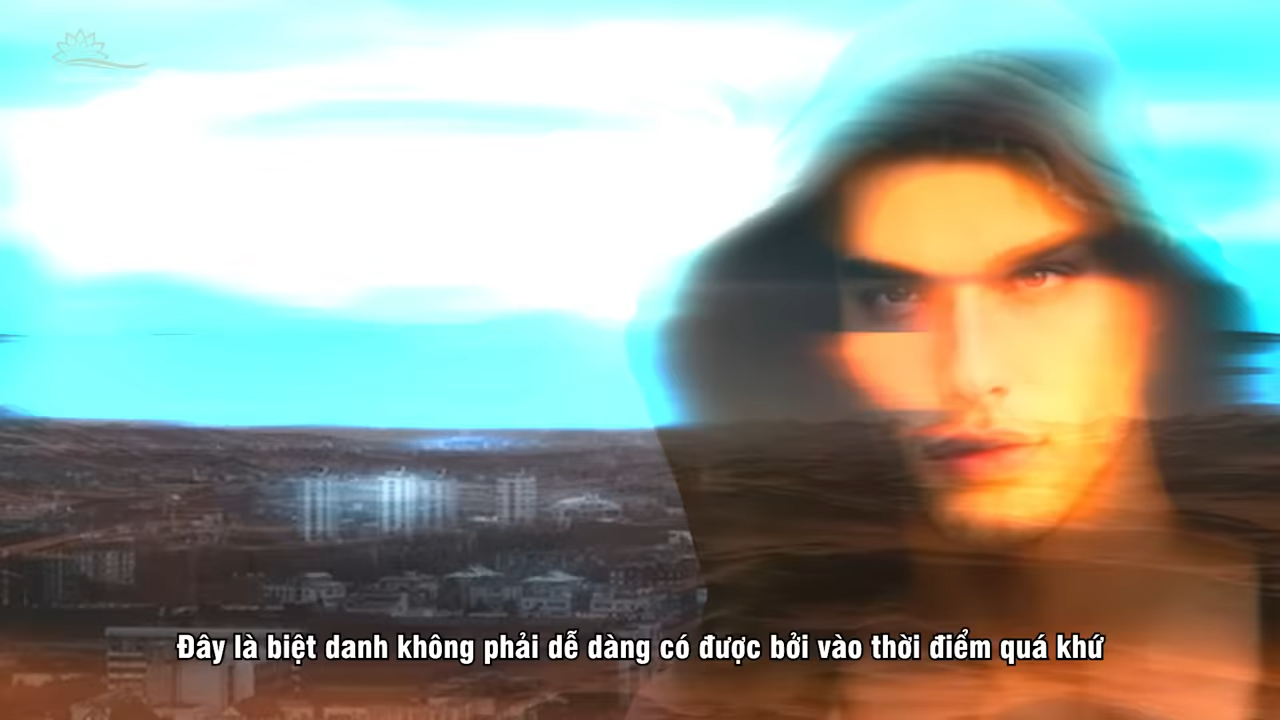 Đây là biệt danh không phải dễ dàng có được bởi vào thời điểm quá khứ